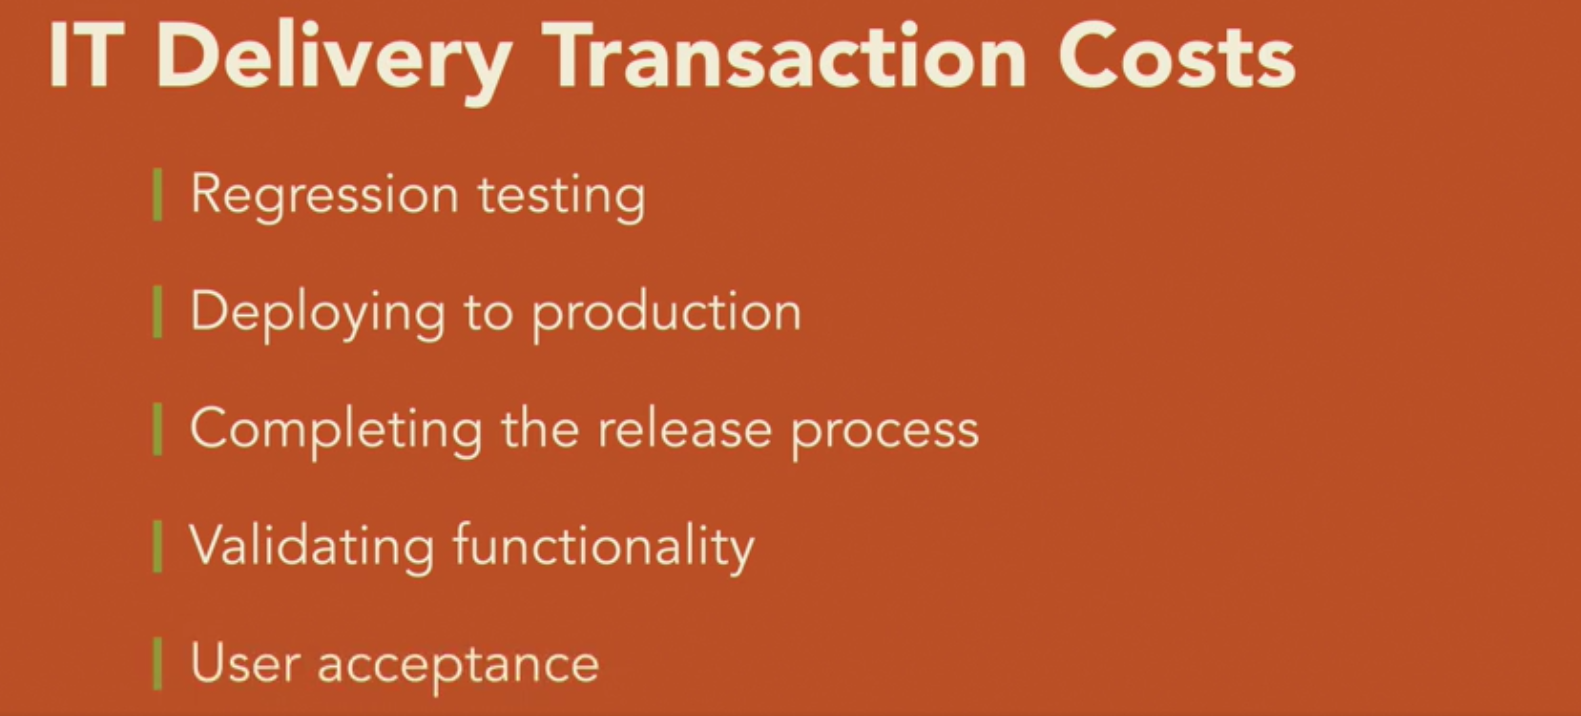 IT Delivery Transaction Costs
Regression testing
Deploying to production
Completing the release process
Validating functionality
User acceptance